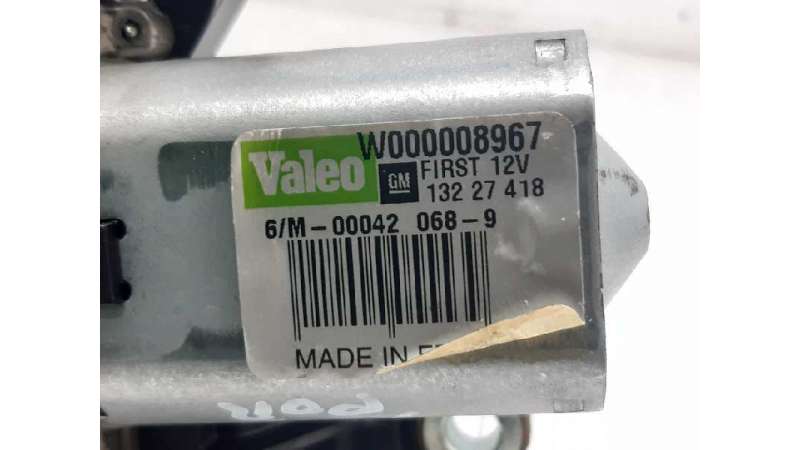 W000008967
Valeo GM FIRST 12V
132 27 418
6/M-00042 068-9
MADE IN